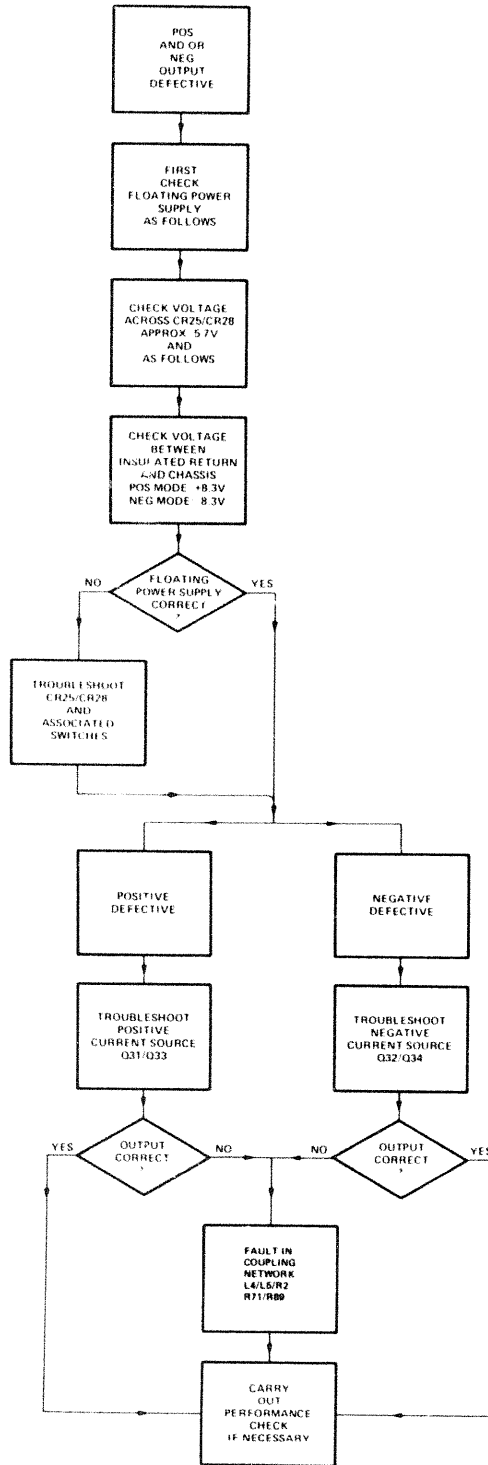 POS
AND OR
NEG
OUTPUT
DEFECTIVE
FIRST
CHECK
FLOATING POWER
SUPPLY
AS FOLLOWS
CHECK VOLTAGE
ACROSS CR25/CR28
APPROX 5 7V
AND
AS FOLLOWS
CHECK VOLTAGE
BETWEEN
INSULATED RETURN
AND CHASSIS
POS MODE +8.3V
NEG MODE 8.3V
NO
FLOATING
POWER SUPPLY
CORRECT
?
YES
TROUBLESHOOT
CR25/CR28
AND
ASSOCIATED
SWITCHES
POSITIVE
DEFECTIVE
NEGATIVE
DEFECTIVE
TROUBLESHOOT
POSITIVE
CURRENT SOURCE
Q31/Q33
TROUBLESHOOT
NEGATIVE
CURRENT SOURCE
Q32/Q34
YES
OUTPUT
CORRECT
?
NO
NO
OUTPUT
CORRECT
?
YES
FAULT IN
COUPLING
NETWORK
L4/L5/R2
R71/R89
CARRY
OUT
PERFORMANCE
CHECK
IF NECESSARY